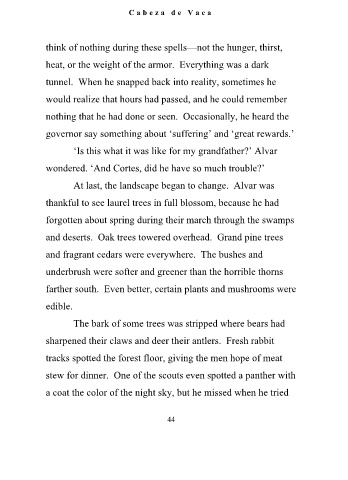 Cabeza de Vaca
think of nothing during these spells—not the hunger, thirst,
heat, or the weight of the armor.  Everything was a dark
tunnel.  When he snapped back into reality, sometimes he
would realize that hours had passed, and he could remember
nothing that he had done or seen.  Occasionally, he heard the
governor say something about ‘suffering’ and ‘great rewards.’
‘Is this what it was like for my grandfather?’ Alvar
wondered. ‘And Cortes, did he have so much trouble?’
At last, the landscape began to change.  Alvar was
thankful to see laurel trees in full blossom, because he had
forgotten about spring during their march through the swamps
and deserts.  Oak trees towered overhead.  Grand pine trees
and fragrant cedars were everywhere.  The bushes and
underbrush were softer and greener than the horrible thorns
farther south.  Even better, certain plants and mushrooms were
edible.
The bark of some trees was stripped where bears had
sharpened their claws and deer their antlers.  Fresh rabbit
tracks spotted the forest floor, giving the men hope of meat
stew for dinner.  One of the scouts even spotted a panther with
a coat the color of the night sky, but he missed when he tried
44